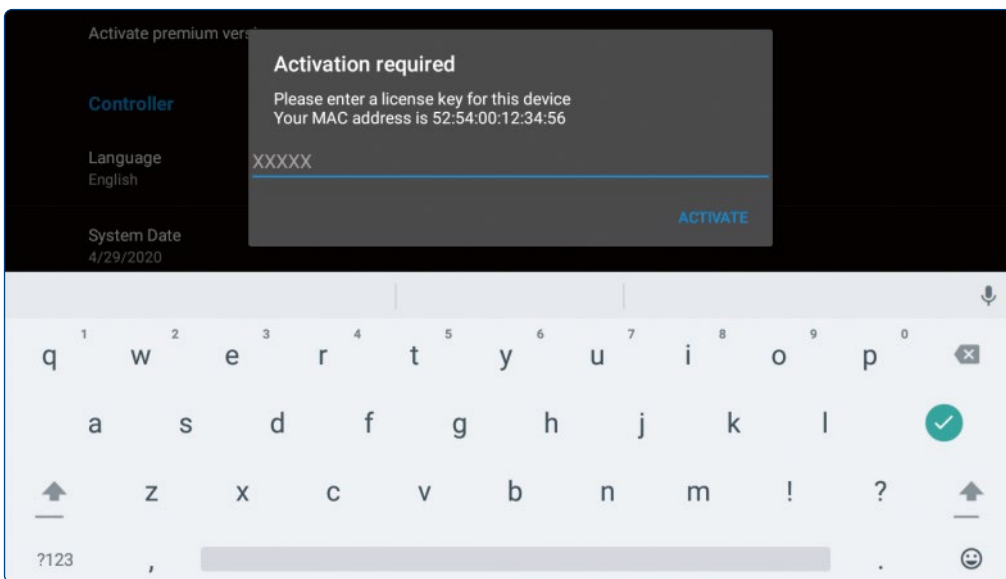 Activate premium vers
Activation required
Please enter a license key for this device
Your MAC address is 52:54:00:12:34:56
Controller
Language
English
XXXXX
ACTIVATE
System Date
4/29/2020
1 2 3 4 5 6 7 8 9 0
q w e r t y u i o p
a s d f g h j k l
z x c v b n m ! ?
?123 , .